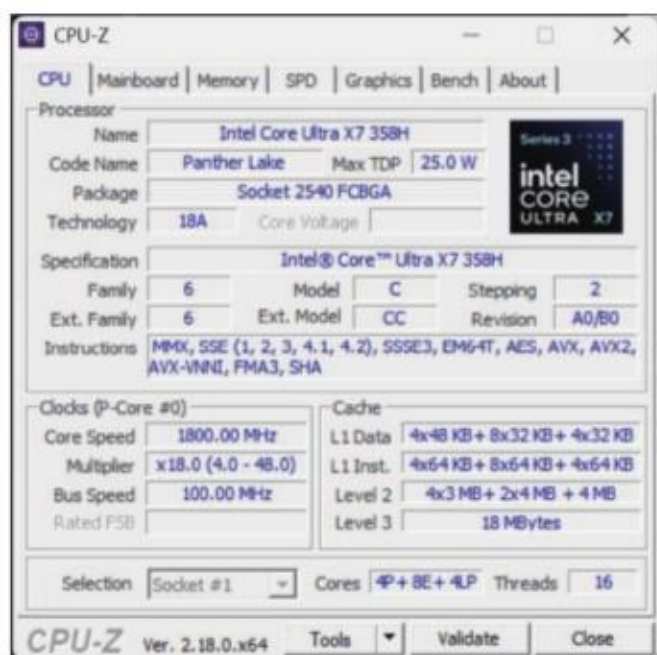 CPU-Z
CPU Mainboard Memory SPD Graphics Bench About
Processor
Name Intel Core Ultra X7 358H
Code Name Panther Lake Max TDP 25.0 W
Package Socket 2540 FCBGA
Technology 18A Core Voltage
Series 3
intel
CORE
ULTRA X7
Specification Intel® Core™ Ultra X7 358H
Family 6 Model C Stepping 2
Ext. Family 6 Ext. Model CC Revision A0/B0
Instructions MMX, SSE (1, 2, 3, 4.1, 4.2), SSSE3, EM64T, AES, AVX, AVX2,
AVX-VNNI, FMA3, SHA
Clocks (P-Core #0)
Core Speed 1800.00 MHz
Multiplier x18.0 (4.0 - 48.0)
Bus Speed 100.00 MHz
Rated FSB
Cache
L1 Data 4x48 KB + 8x32 KB + 4x32 KB
L1 Inst. 4x64 KB + 8x64 KB + 4x64 KB
Level 2 4x3 MB + 2x4 MB + 4 MB
Level 3 18 MBytes
Selection Socket #1 Cores 4P + 8E + 4LP Threads 16
CPU-Z Ver. 2.18.0.x64 Tools Validate Close